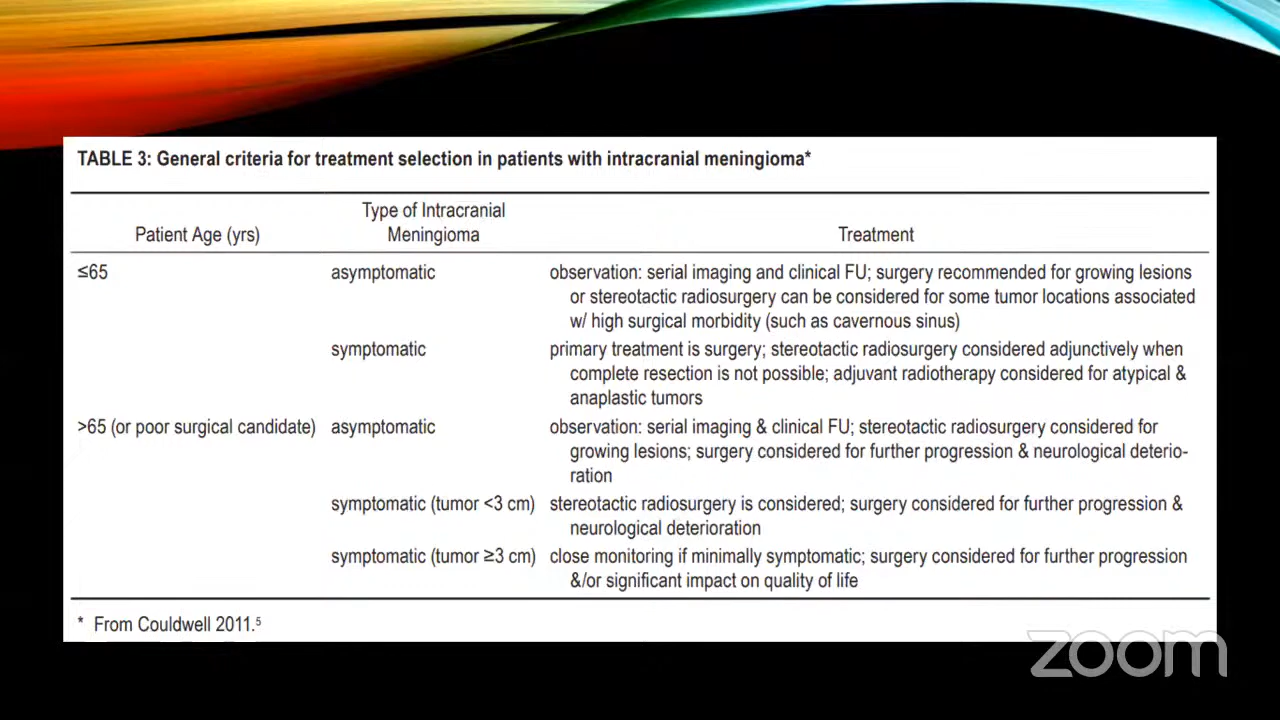 TABLE 3: General criteria for treatment selection in patients with intracranial meningioma*
Type of Intracranial
Patient Age (yrs) Meningioma Treatment
≤65 asymptomatic observation: serial imaging and clinical FU; surgery recommended for growing lesions
or stereotactic radiosurgery can be considered for some tumor locations associated
w/ high surgical morbidity (such as cavernous sinus)
symptomatic primary treatment is surgery; stereotactic radiosurgery considered adjunctively when
complete resection is not possible; adjuvant radiotherapy considered for atypical &
anaplastic tumors
>65 (or poor surgical candidate) asymptomatic observation: serial imaging & clinical FU; stereotactic radiosurgery considered for
growing lesions; surgery considered for further progression & neurological deterio-
ration
symptomatic (tumor <3 cm) stereotactic radiosurgery is considered; surgery considered for further progression &
neurological deterioration
symptomatic (tumor ≥3 cm) close monitoring if minimally symptomatic; surgery considered for further progression
&/or significant impact on quality of life
* From Couldwell 2011.⁵
zoom